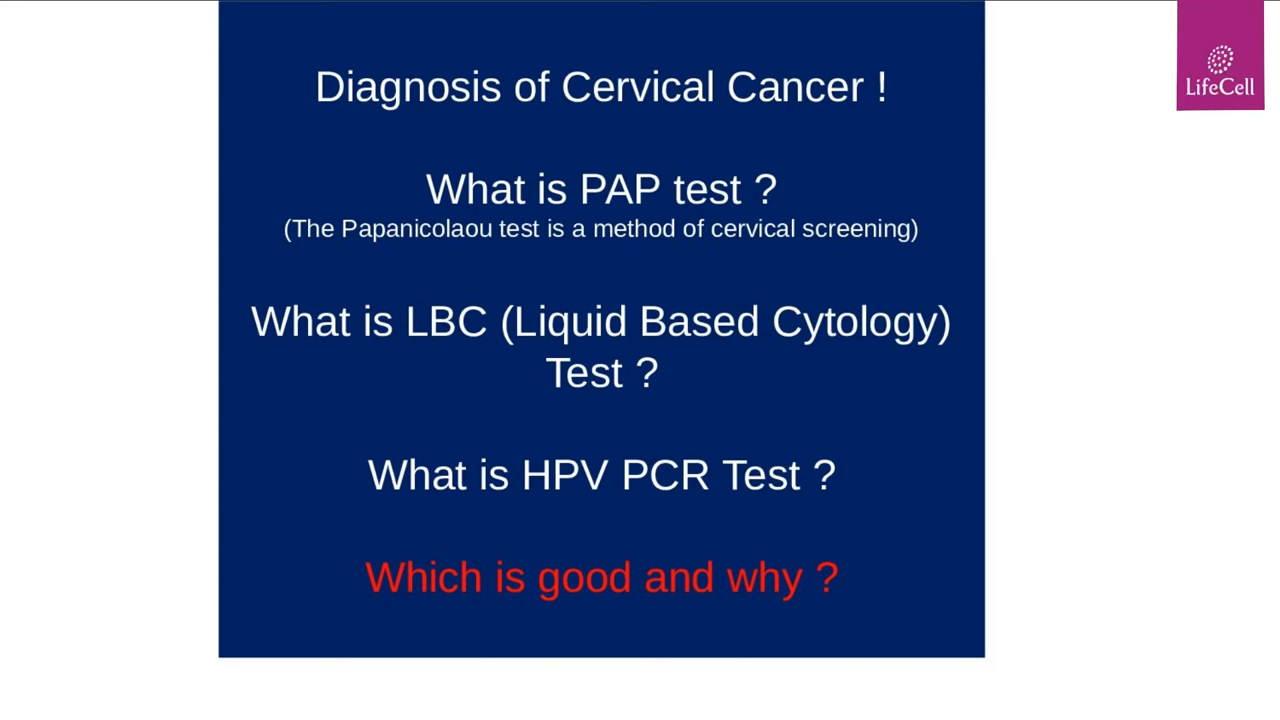 Diagnosis of Cervical Cancer !
What is PAP test ?
(The Papanicolaou test is a method of cervical screening)
What is LBC (Liquid Based Cytology)
Test ?
What is HPV PCR Test ?
Which is good and why ?
LifeCell